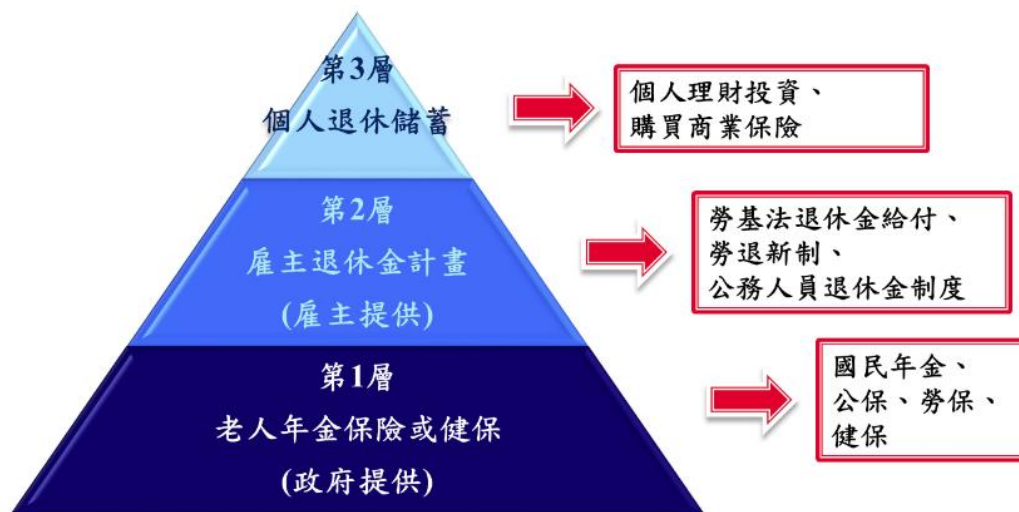 第3層
個人退休儲蓄
個人理財投資、
購買商業保險
第2層
雇主退休金計畫
(雇主提供)
勞基法退休金給付、
勞退新制、
公務人員退休金制度
第1層
老人年金保險或健保
(政府提供)
國民年金、
公保、勞保、
健保